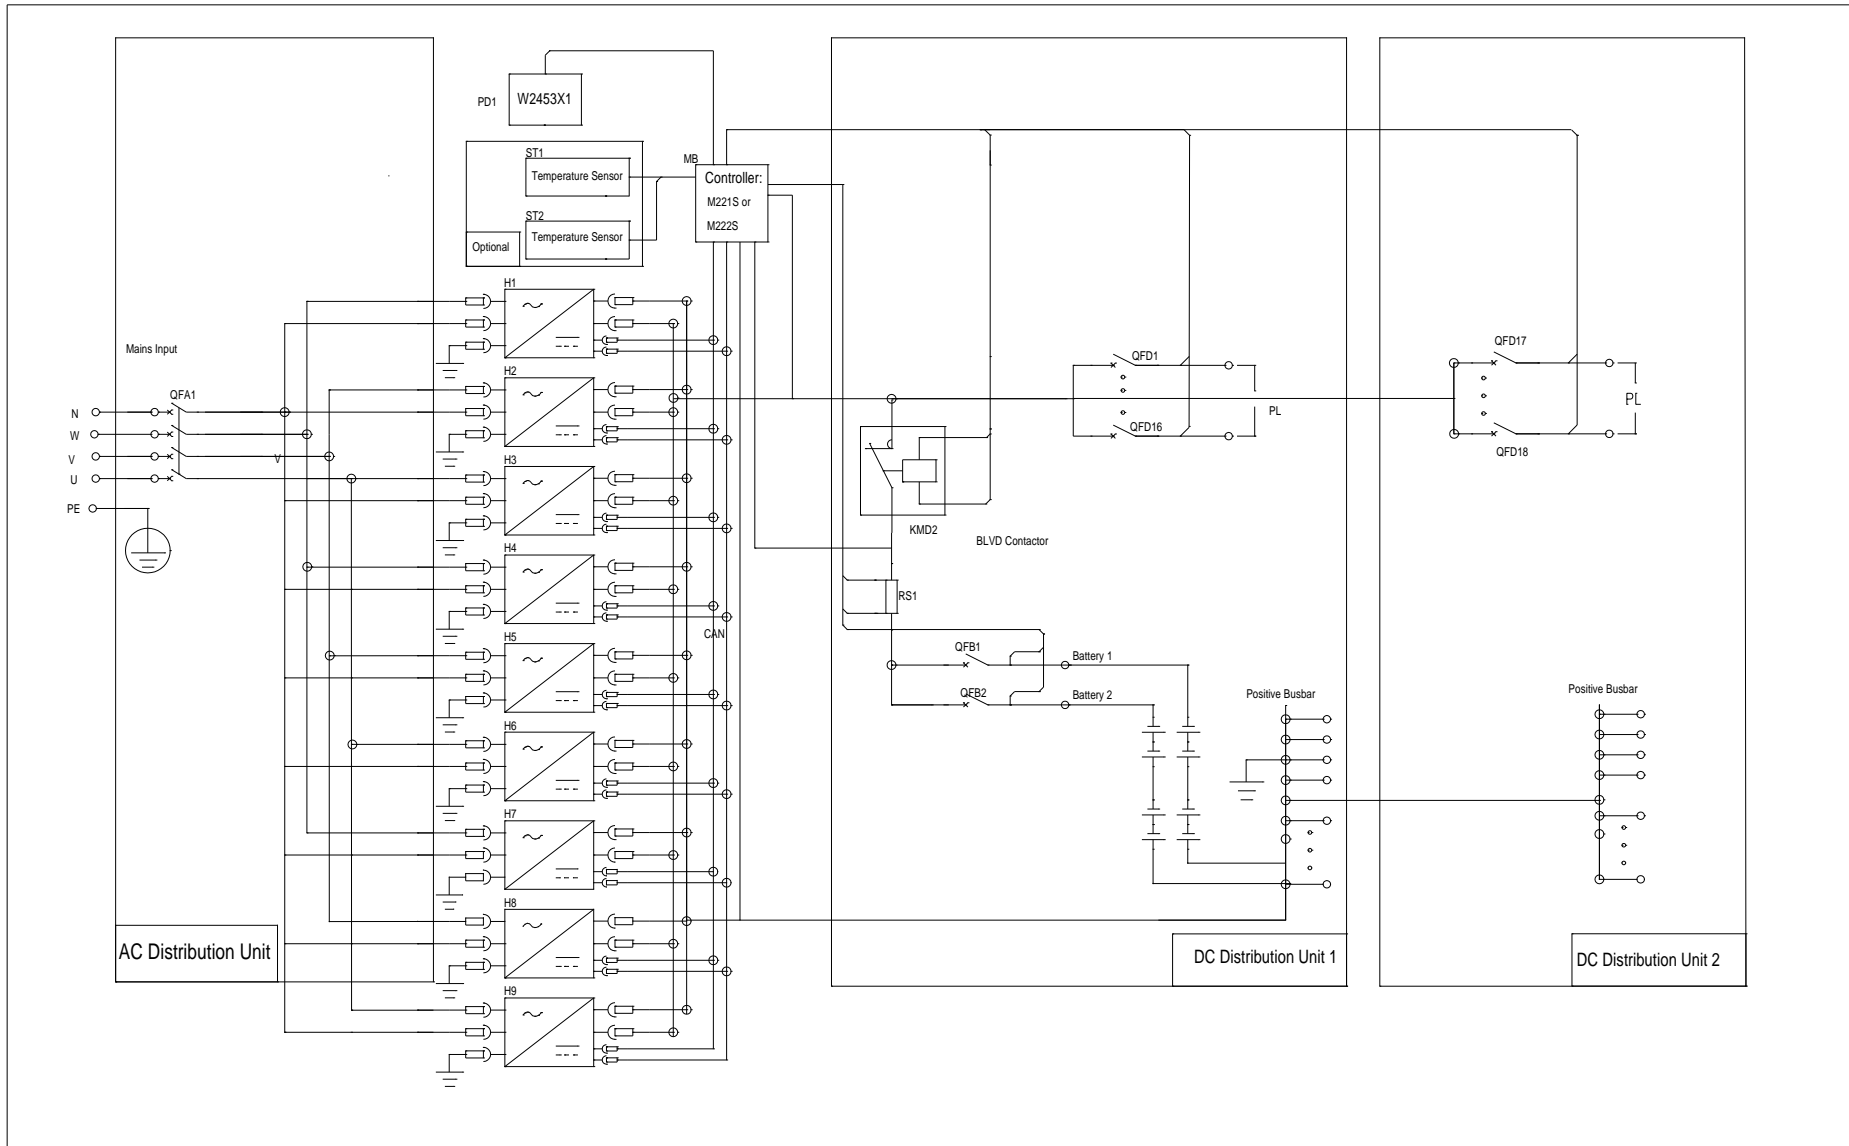 PD1
W2453X1
ST1
Temperature Sensor
ST2
Temperature Sensor
Optional
MB
Controller:
M221S or
M222S
Mains Input
QFA1
N
W
V
V
U
PE
AC Distribution Unit
H1
H2
H3
H4
H5
H6
H7
H8
H9
CAN
KMD2
BLVD Contactor
RS1
QFB1
Battery 1
QFB2
Battery 2
QFD1
QFD16
PL
Positive Busbar
DC Distribution Unit 1
QFD17
QFD18
PL
Positive Busbar
DC Distribution Unit 2